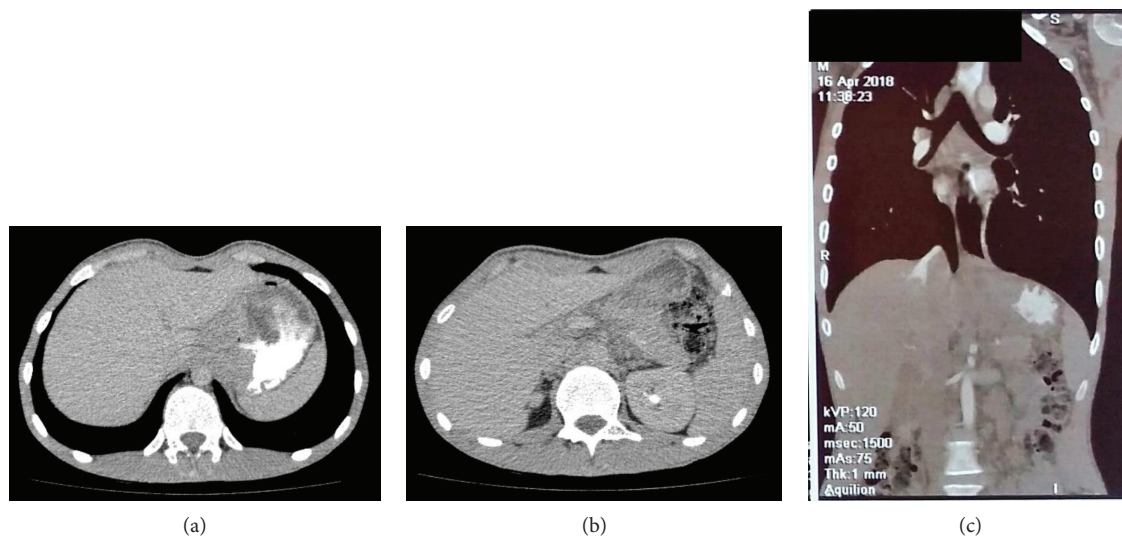 S
M
16 Apr 2018
11:38:23
R
kVP:120
mA:50
msec:1500
mAs:75
Thk:1 mm
Aquilion
I
(a)
(b)
(c)